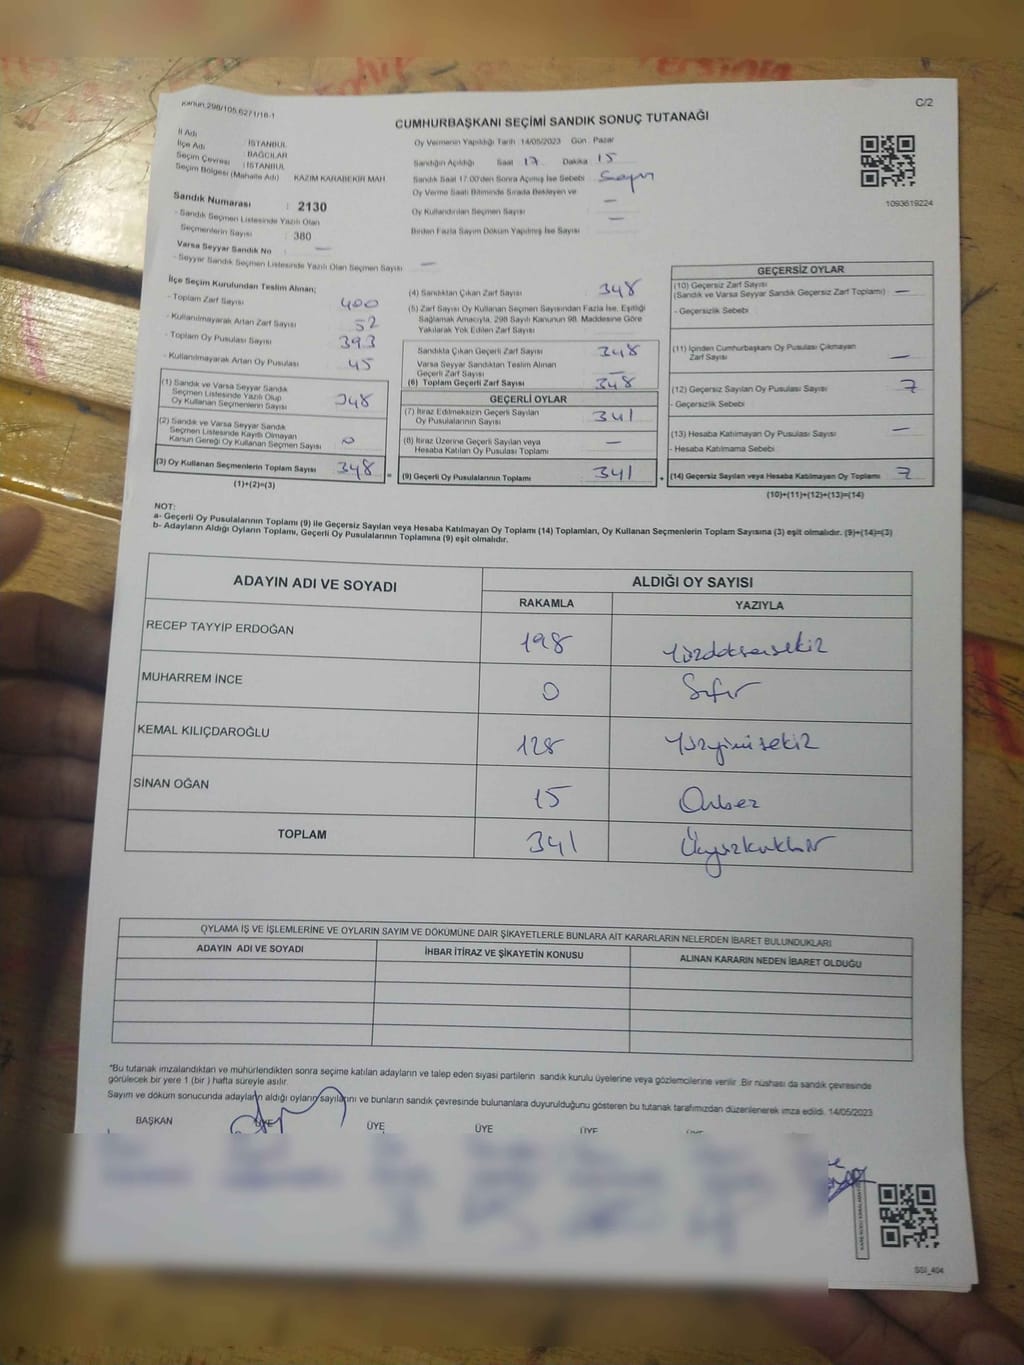 Kanun.298/105,6271/18-1
C/2
CUMHURBAŞKANI SEÇİMİ SANDIK SONUÇ TUTANAĞI
İl Adı : İSTANBUL
İlçe Adı : BAĞCILAR
Seçim Çevresi : İSTANBUL
Seçim Bölgesi (Mahalle Adı) KAZIM KARABEKİR MAH.
Sandık Numarası : 2130
- Sandık Seçmen Listesinde Yazılı Olan
Seçmenlerin Sayısı : 380
Varsa Seyyar Sandık No : —
- Seyyar Sandık Seçmen Listesinde Yazılı Olan Seçmen Sayısı —
Oy Vermenin Yapıldığı Tarih 14/05/2023 Gün Pazar
Sandığın Açıldığı Saat 17 Dakika 15
Sandık Saat 17:00'den Sonra Açılmış İse Sebebi Sayım
Oy Verme Saati Bitiminde Sırada Bekleyen ve
Oy Kullandırılan Seçmen Sayısı —
Birden Fazla Sayım Döküm Yapılmış İse Sayısı —
1093619224
İlçe Seçim Kurulundan Teslim Alınan;
- Toplam Zarf Sayısı 400
- Kullanılmayarak Artan Zarf Sayısı 52
- Toplam Oy Pusulası Sayısı 393
- Kullanılmayarak Artan Oy Pusulası 45
(1) Sandık ve Varsa Seyyar Sandık
Seçmen Listesinde Yazılı Olup
Oy Kullanan Seçmenlerin Sayısı 348
(2) Sandık ve Varsa Seyyar Sandık
Seçmen Listesinde Kayıtlı Olmayan
Kanun Gereği Oy Kullanan Seçmen Sayısı 0
(3) Oy Kullanan Seçmenlerin Toplam Sayısı 348 =
(1)+(2)=(3)
(4) Sandıktan Çıkan Zarf Sayısı 348
(5) Zarf Sayısı Oy Kullanan Seçmen Sayısından Fazla İse, Eşitliği
Sağlamak Amacıyla, 298 Sayılı Kanunun 98. Maddesine Göre
Yakılarak Yok Edilen Zarf Sayısı
Sandıkta Çıkan Geçerli Zarf Sayısı 348
Varsa Seyyar Sandıktan Teslim Alınan
Geçerli Zarf Sayısı —
(6) Toplam Geçerli Zarf Sayısı 348
GEÇERLİ OYLAR
(7) İtiraz Edilmeksizin Geçerli Sayılan
Oy Pusulalarının Sayısı 341
(8) İtiraz Üzerine Geçerli Sayılan veya
Hesaba Katılan Oy Pusulası Toplamı —
(9) Geçerli Oy Pusulalarının Toplamı 341 +
GEÇERSİZ OYLAR
(10) Geçersiz Zarf Sayısı
(Sandık ve Varsa Seyyar Sandık Geçersiz Zarf Toplamı) —
- Geçersizlik Sebebi
(11) İçinden Cumhurbaşkanı Oy Pusulası Çıkmayan
Zarf Sayısı —
(12) Geçersiz Sayılan Oy Pusulası Sayısı 7
- Geçersizlik Sebebi
(13) Hesaba Katılmayan Oy Pusulası Sayısı —
- Hesaba Katılmama Sebebi
(14) Geçersiz Sayılan veya Hesaba Katılmayan Oy Toplamı 7
(10)+(11)+(12)+(13)=(14)
NOT:
a- Geçerli Oy Pusulalarının Toplamı (9) ile Geçersiz Sayılan veya Hesaba Katılmayan Oy Toplamı (14) Toplamları, Oy Kullanan Seçmenlerin Toplam Sayısına (3) eşit olmalıdır. (9)+(14)=(3)
b- Adayların Aldığı Oyların Toplamı, Geçerli Oy Pusulalarının Toplamına (9) eşit olmalıdır.
ADAYIN ADI VE SOYADI ALDIĞI OY SAYISI
RAKAMLA YAZIYLA
RECEP TAYYİP ERDOĞAN 198 Yüzdoksansekiz
MUHARREM İNCE 0 Sıfır
KEMAL KILIÇDAROĞLU 128 Yüzyirmisekiz
SİNAN OĞAN 15 Onbeş
TOPLAM 341 Üçyüzkırkbir
OYLAMA İŞ VE İŞLEMLERİNE VE OYLARIN SAYIM VE DÖKÜMÜNE DAİR ŞİKAYETLERLE BUNLARA AİT KARARLARIN NELERDEN İBARET BULUNDUKLARI
ADAYIN ADI VE SOYADI İHBAR İTİRAZ VE ŞİKAYETİN KONUSU ALINAN KARARIN NEDEN İBARET OLDUĞU
*Bu tutanak imzalandıktan ve mühürlendikten sonra seçime katılan adayların ve talep eden siyasi partilerin sandık kurulu üyelerine veya gözlemcilerine verilir. Bir nüshası da sandık çevresinde
görülecek bir yere 1 (bir) hafta süreyle asılır.
Sayım ve döküm sonucunda adayların aldığı oyların sayılarını ve bunların sandık çevresinde bulunanlara duyurulduğunu gösteren bu tutanak tarafımızdan düzenlenerek imza edildi. 14/05/2023
BAŞKAN ÜYE ÜYE ÜYE ÜYE
SSİ_404